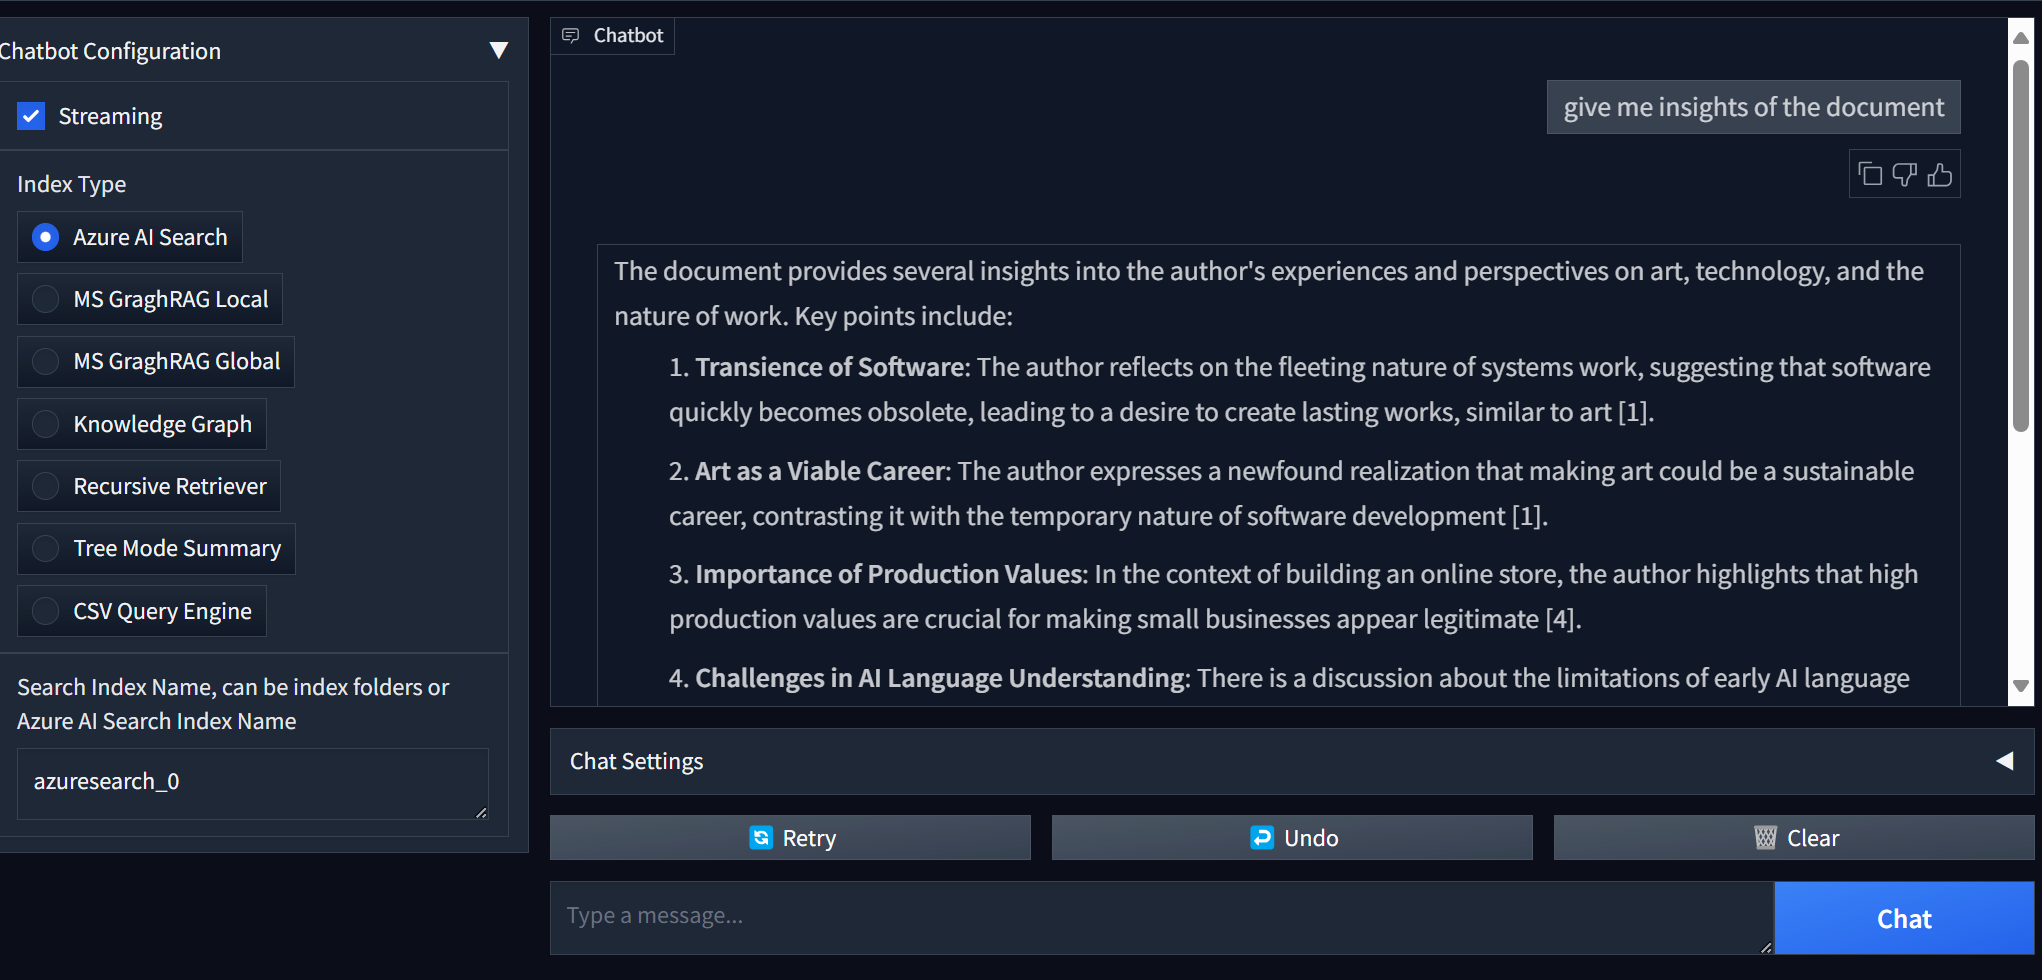 Chatbot Configuration
Streaming
Index Type
Azure AI Search
MS GraghRAG Local
MS GraghRAG Global
Knowledge Graph
Recursive Retriever
Tree Mode Summary
CSV Query Engine
Search Index Name, can be index folders or
Azure AI Search Index Name
azuresearch_0
Chatbot
give me insights of the document
The document provides several insights into the author's experiences and perspectives on art, technology, and the
nature of work. Key points include:
1. Transience of Software: The author reflects on the fleeting nature of systems work, suggesting that software
quickly becomes obsolete, leading to a desire to create lasting works, similar to art [1].
2. Art as a Viable Career: The author expresses a newfound realization that making art could be a sustainable
career, contrasting it with the temporary nature of software development [1].
3. Importance of Production Values: In the context of building an online store, the author highlights that high
production values are crucial for making small businesses appear legitimate [4].
4. Challenges in AI Language Understanding: There is a discussion about the limitations of early AI language
Chat Settings
Retry
Undo
Clear
Type a message...
Chat